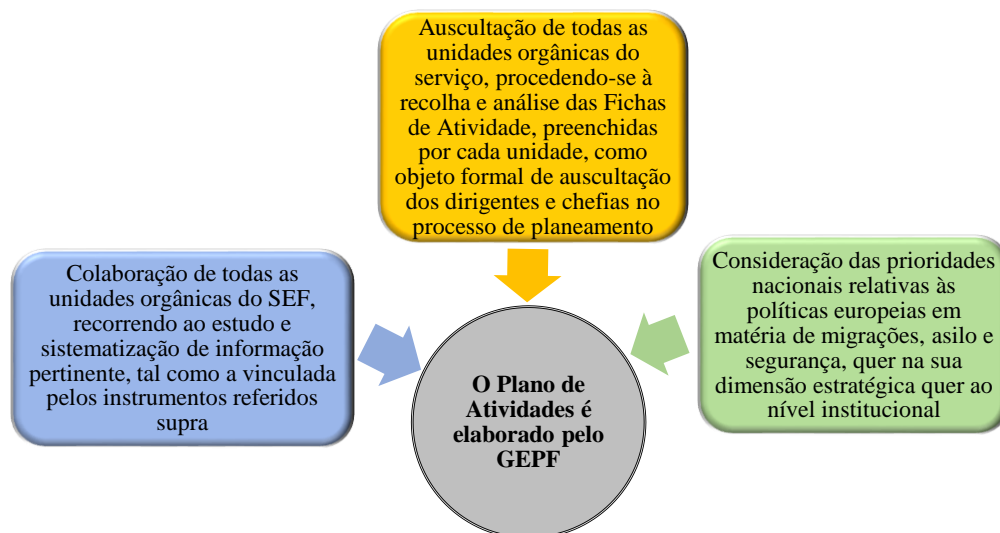 Auscultação de todas as
unidades orgânicas do
serviço, procedendo-se à
recolha e análise das Fichas
de Atividade, preenchidas
por cada unidade, como
objeto formal de auscultação
dos dirigentes e chefias no
processo de planeamento
Colaboração de todas as
unidades orgânicas do SEF,
recorrendo ao estudo e
sistematização de informação
pertinente, tal como a vinculada
pelos instrumentos referidos
supra
Consideração das prioridades
nacionais relativas às
políticas europeias em
matéria de migrações, asilo e
segurança, quer na sua
dimensão estratégica quer ao
nível institucional
O Plano de
Atividades é
elaborado pelo
GEPF